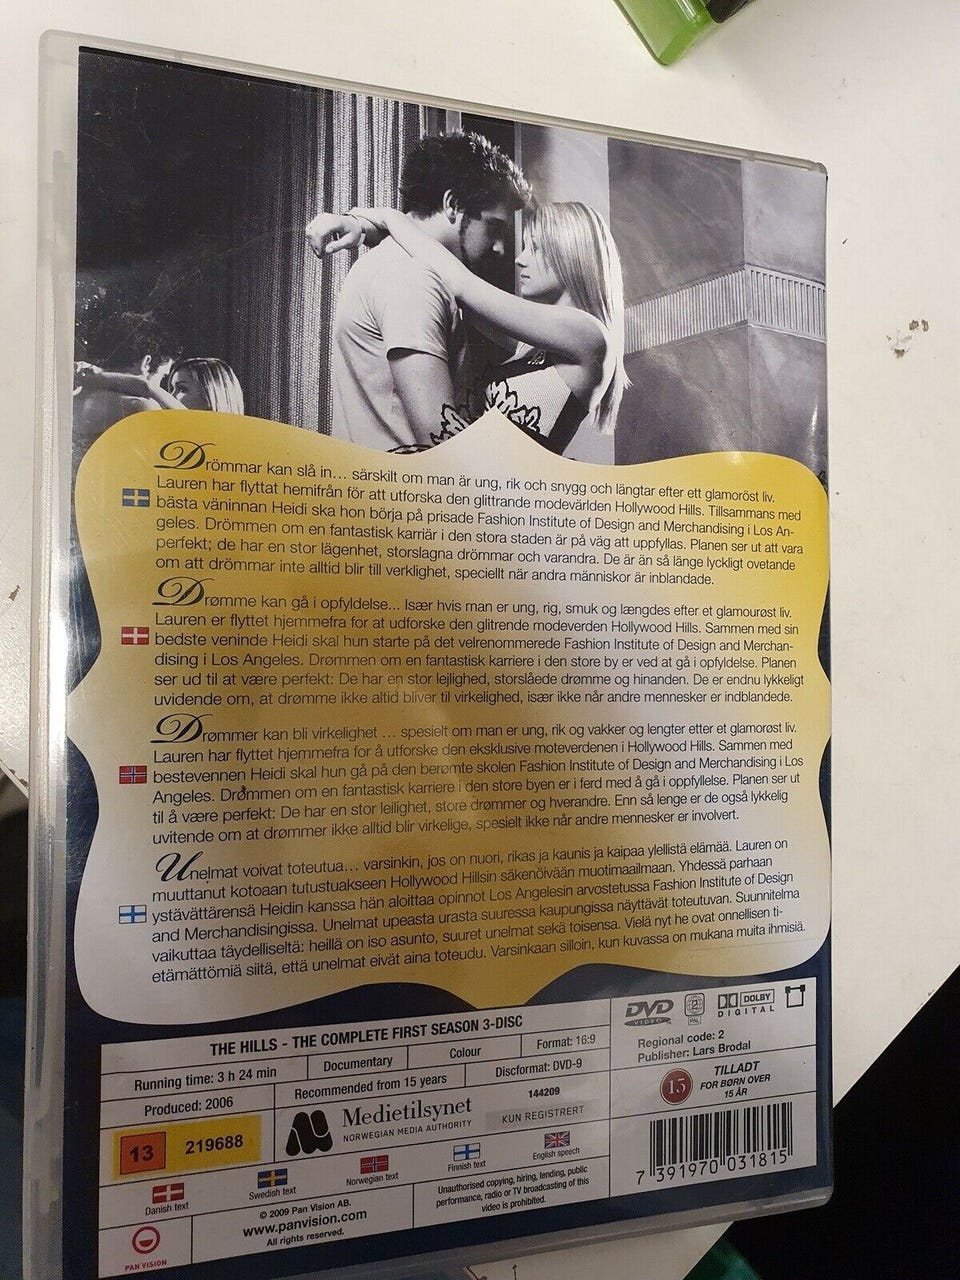 Drömmar kan slå in... särskilt om man är ung, rik och snygg och längtar efter ett glamoröst liv.
Lauren har flyttat hemifrån för att utforska den glittrande modevärlden Hollywood Hills. Tillsammans med
bästa väninnan Heidi ska hon börja på prisade Fashion Institute of Design and Merchandising i Los An-
geles. Drömmen om en fantastisk karriär i den stora staden är på väg att uppfyllas. Planen ser ut att vara
perfekt; de har en stor lägenhet, storslagna drömmar och varandra. De är än så länge lyckligt ovetande
om att drömmar inte alltid blir till verklighet, speciellt när andra människor är inblandade.
Drømme kan gå i opfyldelse... Især hvis man er ung, rig, smuk og længdes efter et glamourøst liv.
Lauren er flyttet hjemmefra for at udforske den glitrende modeverden Hollywood Hills. Sammen med sin
bedste veninde Heidi skal hun starte på det velrenommerede Fashion Institute of Design and Merchan-
dising i Los Angeles. Drømmen om en fantastisk karriere i den store by er ved at gå i opfyldelse. Planen
ser ud til at være perfekt: De har en stor lejlighed, storslåede drømme og hinanden. De er endnu lykkeligt
uvidende om, at drømme ikke altid bliver til virkelighed, især ikke når andre mennesker er indblandede.
Drømmer kan bli virkelighet ... spesielt om man er ung, rik og vakker og lengter etter et glamorøst liv.
Lauren har flyttet hjemmefra for å utforske den eksklusive moteverdenen i Hollywood Hills. Sammen med
bestevennen Heidi skal hun gå på den berømte skolen Fashion Institute of Design and Merchandising i Los
Angeles. Drømmen om en fantastisk karriere i den store byen er i ferd med å gå i oppfyllelse. Planen ser ut
til å være perfekt: De har en stor leilighet, store drømmer og hverandre. Enn så lenge er de også lykkelig
uvitende om at drømmer ikke alltid blir virkelige, spesielt ikke når andre mennesker er involvert.
Unelmat voivat toteutua... varsinkin, jos on nuori, rikas ja kaunis ja kaipaa ylellistä elämää. Lauren on
muuttanut kotoaan tutustuakseen Hollywood Hillsin säkenöivään muotimaailmaan. Yhdessä parhaan
ystävättärensä Heidin kanssa hän aloittaa opinnot Los Angelesin arvostetussa Fashion Institute of Design
and Merchandisingissa. Unelmat upeasta urasta suuressa kaupungissa näyttävät toteutuvan. Suunnitelma
vaikuttaa täydelliseltä: heillä on iso asunto, suuret unelmat sekä toisensa. Vielä nyt he ovat onnellisen ti-
etämättömiä siitä, että unelmat eivät aina toteudu. Varsinkaan silloin, kun kuvassa on mukana muita ihmisiä.
THE HILLS - THE COMPLETE FIRST SEASON 3-DISC
Running time: 3 h 24 min
Documentary
Colour
Format: 16:9
Produced: 2006
Recommended from 15 years
Discformat: DVD-9
13 219688
Medietilsynet
NORWEGIAN MEDIA AUTHORITY
144209
KUN REGISTRERT
Danish text
Swedish text
Norwegian text
Finnish text
English speech
PAN VISION
© 2009 Pan Vision AB.
www.panvision.com
All rights reserved.
Unauthorised copying, hiring, lending, public
performance, radio or TV broadcasting of this
video is prohibited.
DVD
VIDEO
2
PAL
DOLBY
DIGITAL
Regional code: 2
Publisher: Lars Brodal
15
TILLADT
FOR BØRN OVER
15 ÅR
7 391970 031815